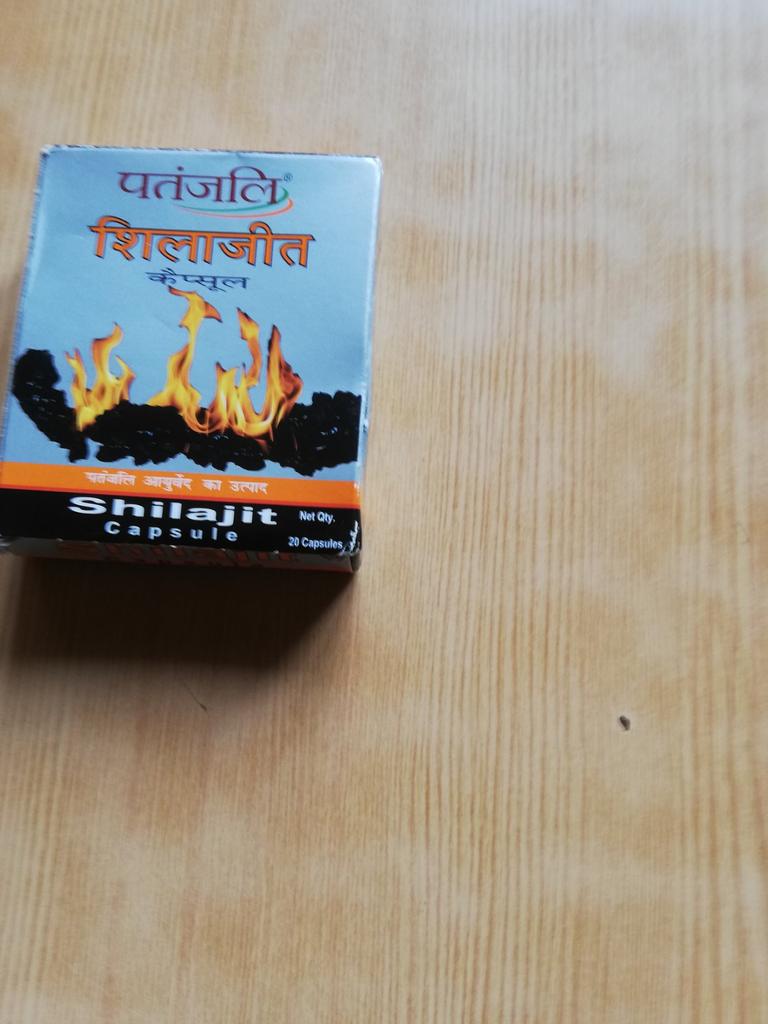 पतंजलि®
शिलाजीत
कैप्सूल
पतंजलि आयुर्वेद का उत्पाद
Shilajit
Capsule
Net Qty.
20 Capsules